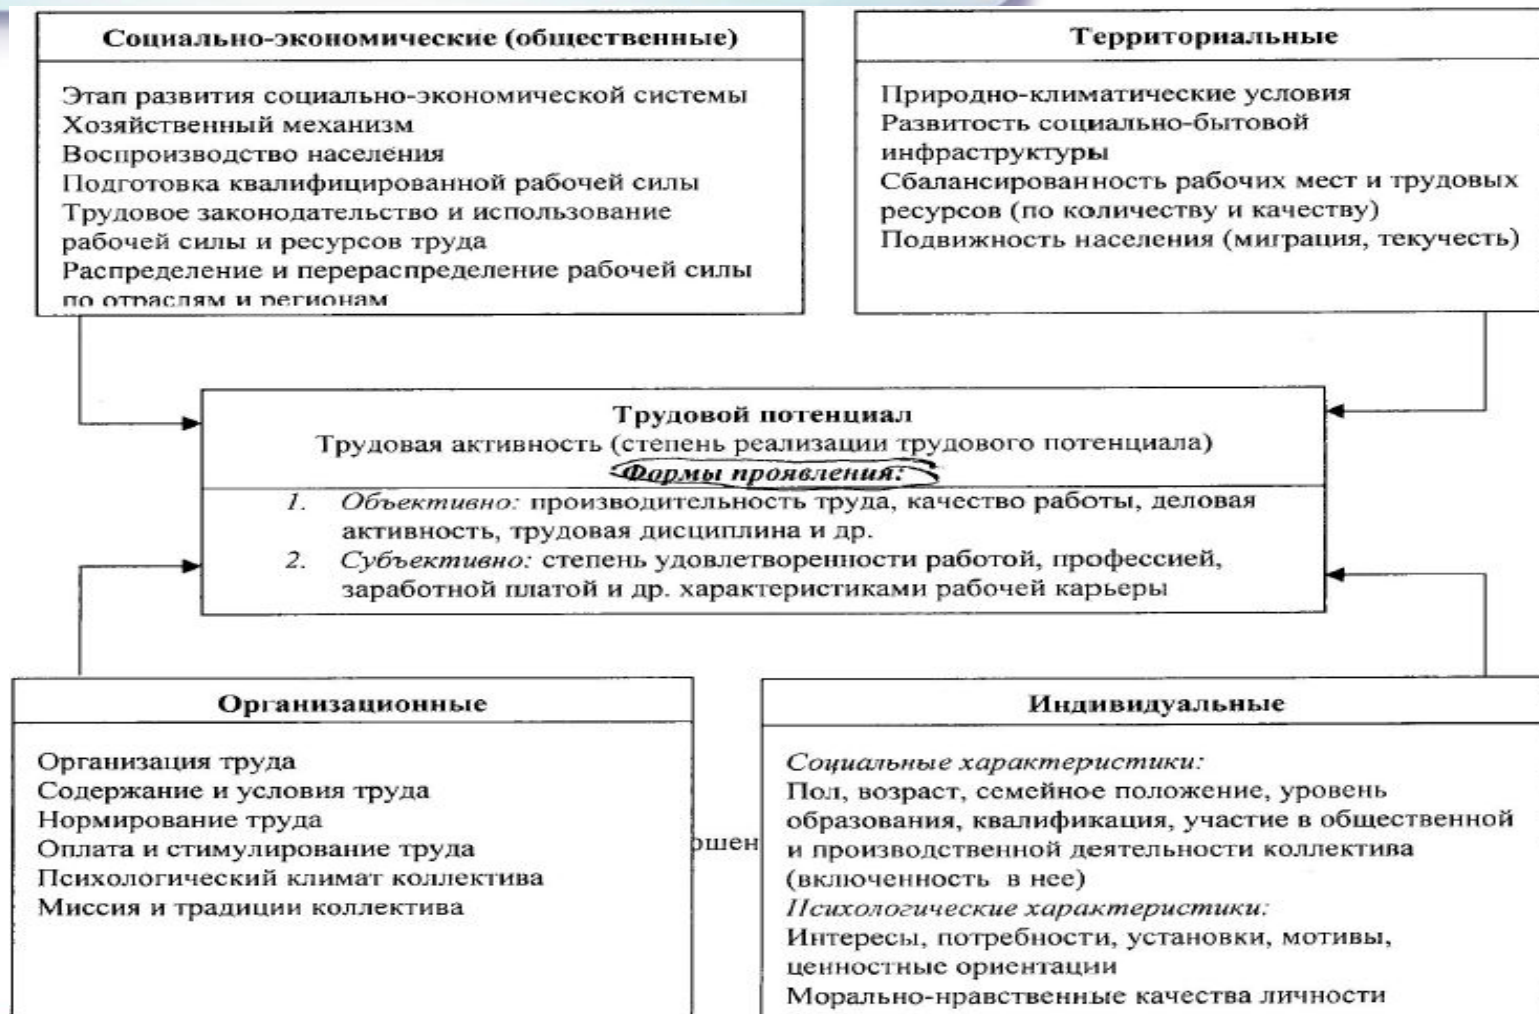 Социально-экономические (общественные)
Этап развития социально-экономической системы
Хозяйственный механизм
Воспроизводство населения
Подготовка квалифицированной рабочей силы
Трудовое законодательство и использование
рабочей силы и ресурсов труда
Распределение и перераспределение рабочей силы
по отраслям и регионам
Территориальные
Природно-климатические условия
Развитость социально-бытовой
инфраструктуры
Сбалансированность рабочих мест и трудовых
ресурсов (по количеству и качеству)
Подвижность населения (миграция, текучесть)
Трудовой потенциал
Трудовая активность (степень реализации трудового потенциала)
Формы проявления:
1. Объективно: производительность труда, качество работы, деловая
активность, трудовая дисциплина и др.
2. Субъективно: степень удовлетворенности работой, профессией,
заработной платой и др. характеристиками рабочей карьеры
Организационные
Организация труда
Содержание и условия труда
Нормирование труда
Оплата и стимулирование труда
Психологический климат коллектива
Миссия и традиции коллектива
ошен
Индивидуальные
Социальные характеристики:
Пол, возраст, семейное положение, уровень
образования, квалификация, участие в общественной
и производственной деятельности коллектива
(включенность в нее)
Психологические характеристики:
Интересы, потребности, установки, мотивы,
ценностные ориентации
Морально-нравственные качества личности